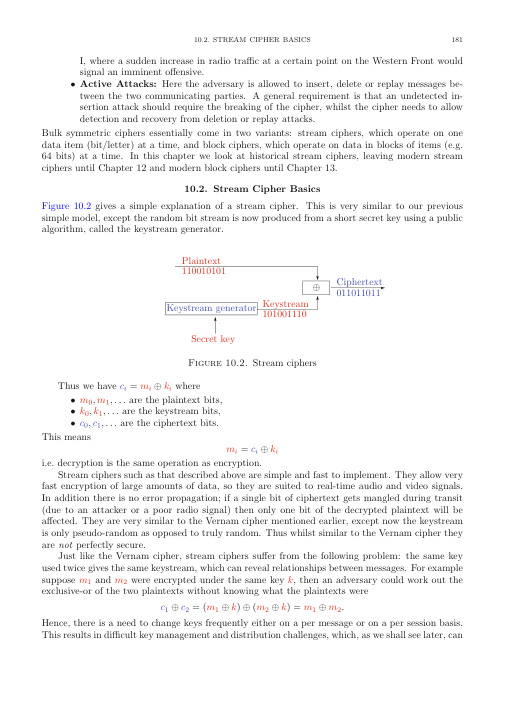 10.2. STREAM CIPHER BASICS 181
I, where a sudden increase in radio traffic at a certain point on the Western Front would
signal an imminent offensive.
• Active Attacks: Here the adversary is allowed to insert, delete or replay messages be-
tween the two communicating parties. A general requirement is that an undetected in-
sertion attack should require the breaking of the cipher, whilst the cipher needs to allow
detection and recovery from deletion or replay attacks.
Bulk symmetric ciphers essentially come in two variants: stream ciphers, which operate on one
data item (bit/letter) at a time, and block ciphers, which operate on data in blocks of items (e.g.
64 bits) at a time. In this chapter we look at historical stream ciphers, leaving modern stream
ciphers until Chapter 12 and modern block ciphers until Chapter 13.
10.2. Stream Cipher Basics
Figure 10.2 gives a simple explanation of a stream cipher. This is very similar to our previous
simple model, except the random bit stream is now produced from a short secret key using a public
algorithm, called the keystream generator.
Plaintext
110010101
⊕
Ciphertext
011011011
Keystream generator
Keystream
101001110
Secret key
FIGURE 10.2. Stream ciphers
Thus we have c_i = m_i ⊕ k_i where
• m_0, m_1, . . . are the plaintext bits,
• k_0, k_1, . . . are the keystream bits,
• c_0, c_1, . . . are the ciphertext bits.
This means
m_i = c_i ⊕ k_i
i.e. decryption is the same operation as encryption.
Stream ciphers such as that described above are simple and fast to implement. They allow very
fast encryption of large amounts of data, so they are suited to real-time audio and video signals.
In addition there is no error propagation; if a single bit of ciphertext gets mangled during transit
(due to an attacker or a poor radio signal) then only one bit of the decrypted plaintext will be
affected. They are very similar to the Vernam cipher mentioned earlier, except now the keystream
is only pseudo-random as opposed to truly random. Thus whilst similar to the Vernam cipher they
are not perfectly secure.
Just like the Vernam cipher, stream ciphers suffer from the following problem: the same key
used twice gives the same keystream, which can reveal relationships between messages. For example
suppose m_1 and m_2 were encrypted under the same key k, then an adversary could work out the
exclusive-or of the two plaintexts without knowing what the plaintexts were
c_1 ⊕ c_2 = (m_1 ⊕ k) ⊕ (m_2 ⊕ k) = m_1 ⊕ m_2.
Hence, there is a need to change keys frequently either on a per message or on a per session basis.
This results in difficult key management and distribution challenges, which, as we shall see later, can